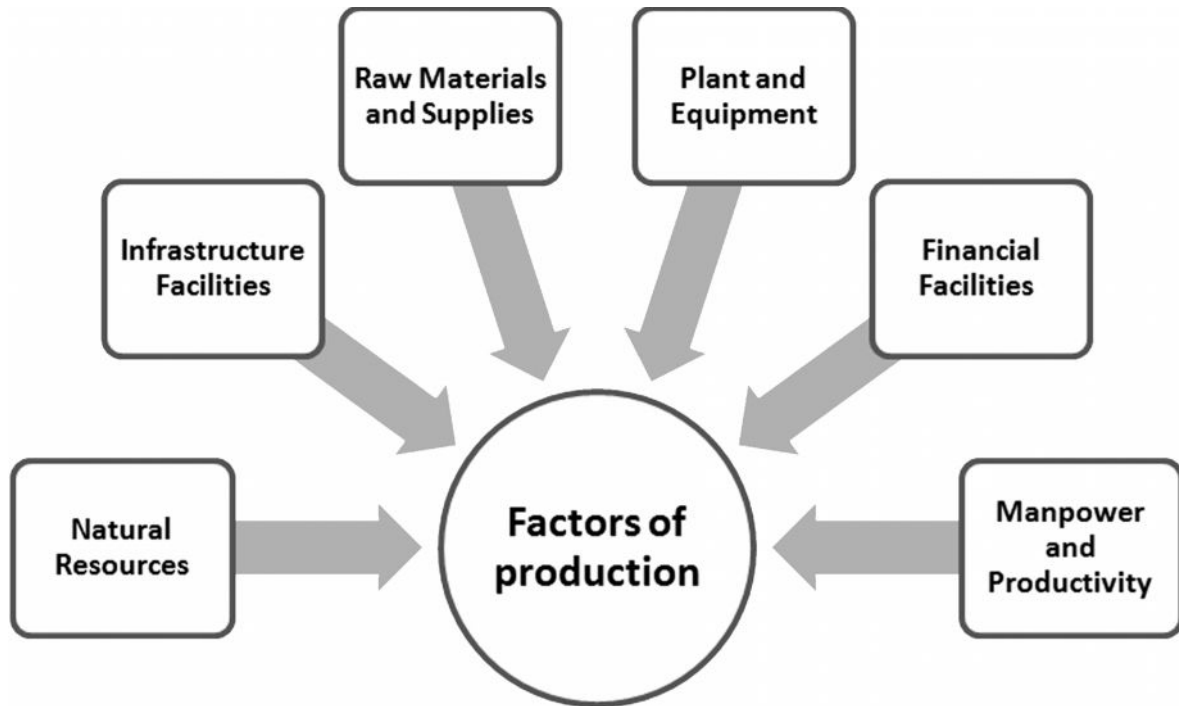 Raw Materials
and Supplies
Plant and
Equipment
Infrastructure
Facilities
Financial
Facilities
Natural
Resources
Factors of
production
Manpower
and
Productivity